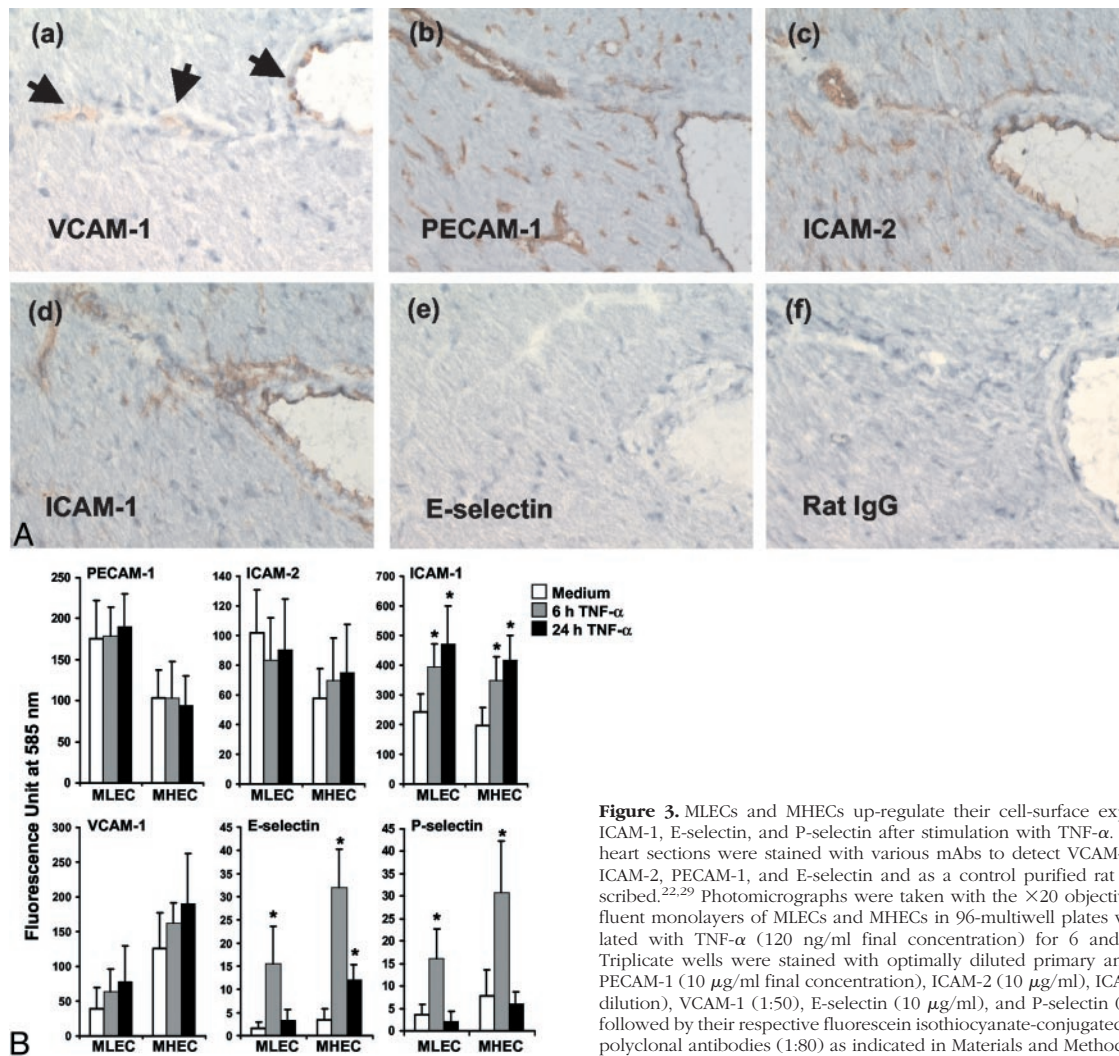 (a)
VCAM-1
(b)
PECAM-1
(c)
ICAM-2
(d)
ICAM-1
(e)
E-selectin
(f)
Rat IgG
A
PECAM-1
ICAM-2
ICAM-1
250
200
150
100
50
0
140
120
100
80
60
40
20
0
700
600
500
400
300
200
100
0
* * * *
Medium
6 h TNF-α
24 h TNF-α
MLEC MHEC
MLEC MHEC
MLEC MHEC
Fluorescence Unit at 585 nm
VCAM-1
E-selectin
P-selectin
300
250
200
150
100
50
0
45
40
35
30
25
20
15
10
5
0
* * *
45
40
35
30
25
20
15
10
5
0
* *
MLEC MHEC
MLEC MHEC
MLEC MHEC
B
Figure 3. MLECs and MHECs up-regulate their cell-surface exp
ICAM-1, E-selectin, and P-selectin after stimulation with TNF-α.
heart sections were stained with various mAbs to detect VCAM-
ICAM-2, PECAM-1, and E-selectin and as a control purified rat
scribed.22,29 Photomicrographs were taken with the ×20 objectiv
fluent monolayers of MLECs and MHECs in 96-multiwell plates w
lated with TNF-α (120 ng/ml final concentration) for 6 and
Triplicate wells were stained with optimally diluted primary an
PECAM-1 (10 μg/ml final concentration), ICAM-2 (10 μg/ml), ICA
dilution), VCAM-1 (1:50), E-selectin (10 μg/ml), and P-selectin (
followed by their respective fluorescein isothiocyanate-conjugated
polyclonal antibodies (1:80) as indicated in Materials and Method